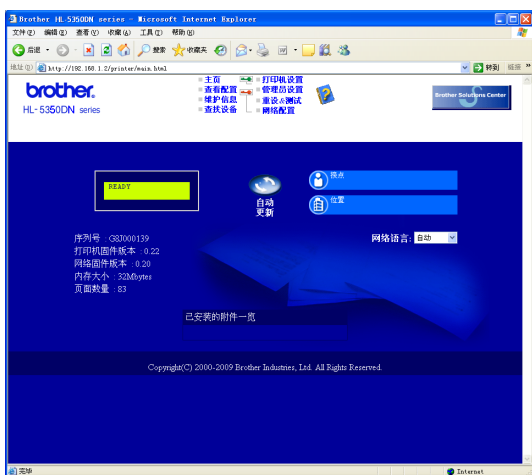 Brother HL-5350DN series - Microsoft Internet Explorer
文件(F) 编辑(E) 查看(V) 收藏(A) 工具(T) 帮助(H)
后退 搜索 收藏夹
地址(D) http://192.168.1.2/printer/main.html 转到 链接 »
brother.
HL-5350DN series
主页 打印机设置
查看配置 管理员设置
维护信息 重设&测试
查找设备 网络配置
Brother Solutions Center
READY
自动
更新
接点
位置
序列号 : G8J000139
打印机固件版本 : 0.22
网络固件版本 : 0.20
内存大小 : 32Mbytes
页面数量 : 83
网络语言: 自动
已安装的附件一览
Copyright(C) 2000-2009 Brother Industries, Ltd. All Rights Reserved.
完毕 Internet